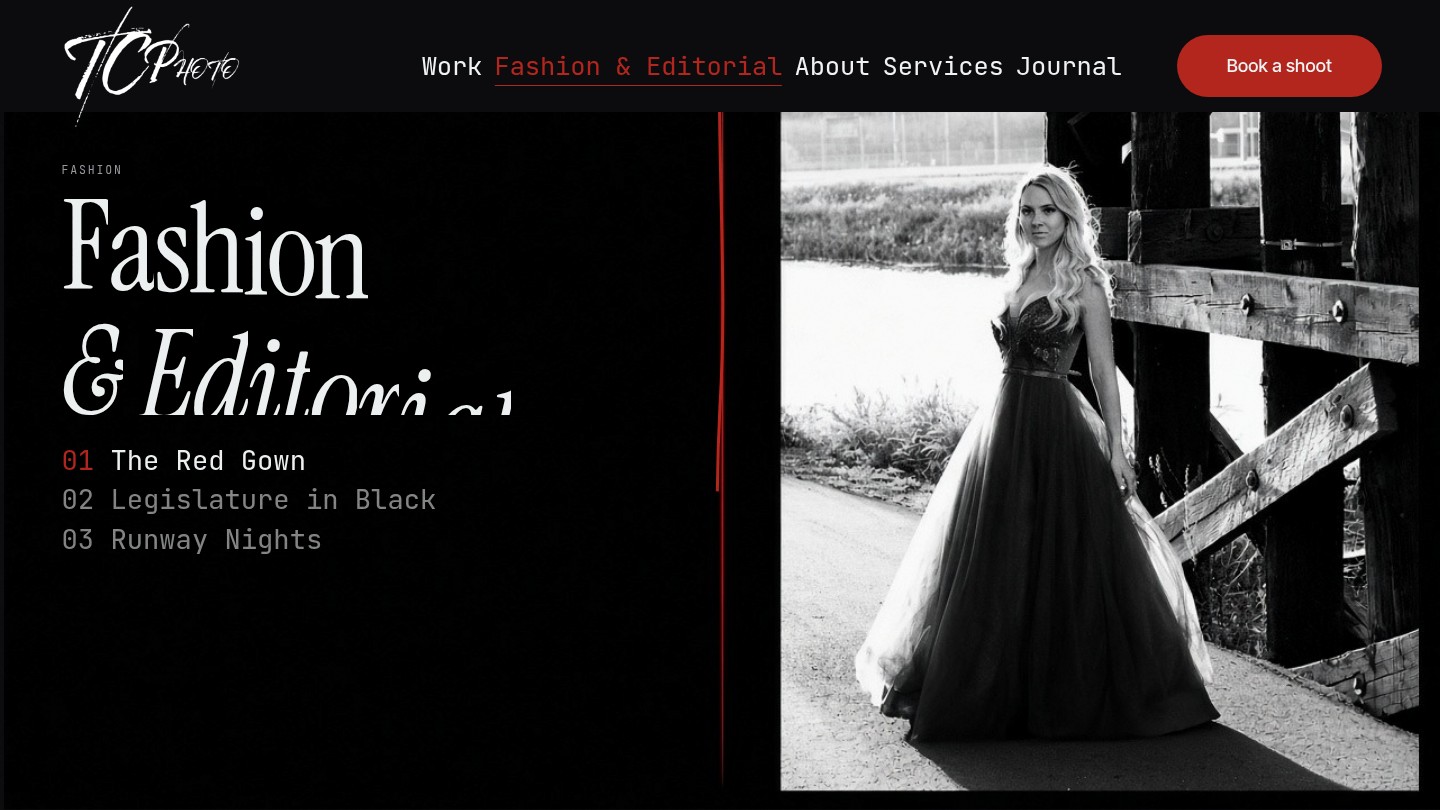 TCPHOTO
Work Fashion & Editorial About Services Journal
Book a shoot
FASHION
Fashion
& Editorial
01 The Red Gown
02 Legislature in Black
03 Runway Nights